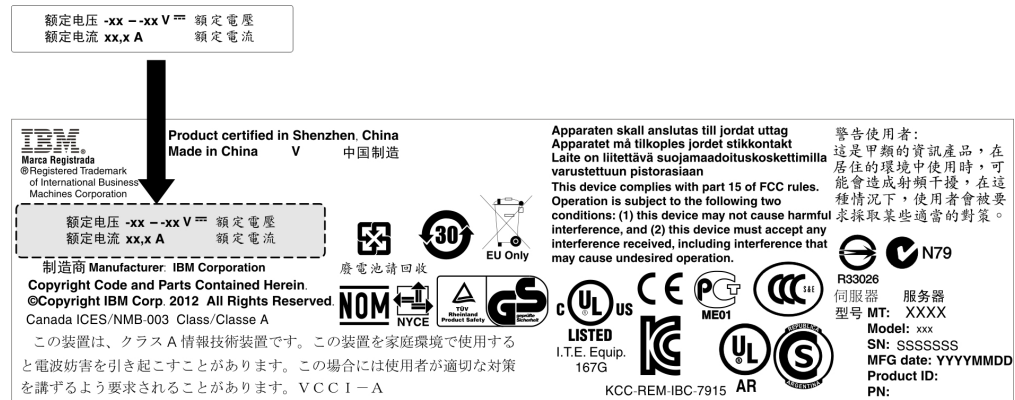 额定电压 -xx – -xx V 額定電壓
额定电流 xx,x A 額定電流
IBM®
Marca Registrada
® Registered Trademark
of International Business
Machines Corporation
Product certified in Shenzhen, China
Made in China V 中国制造
额定电压 -xx – -xx V 額定電壓
额定电流 xx,x A 額定電流
制造商 Manufacturer: IBM Corporation
Copyright Code and Parts Contained Herein.
©Copyright IBM Corp. 2012 All Rights Reserved.
Canada ICES/NMB-003 Class/Classe A
この装置は、クラス A 情報技術装置です。この装置を家庭環境で使用する
と電波妨害を引き起こすことがあります。この場合には使用者が適切な対策
を講ずるよう要求されることがあります。VCCI－A
廢電池請回收
30
EU Only
NOM
NYCE
TÜV
Rheinland
Product Safety
GS
geprüfte
Sicherheit
Apparaten skall anslutas till jordat uttag
Apparatet må tilkoples jordet stikkontakt
Laite on liitettävä suojamaadoituskoskettimilla
varustettuun pistorasiaan
This device complies with part 15 of FCC rules.
Operation is subject to the following two
conditions: (1) this device may not cause harmful
interference, and (2) this device must accept any
interference received, including interference that
may cause undesired operation.
C UL® US
LISTED
I.T.E. Equip.
167G
CE
KC
KCC-REM-IBC-7915
PCT
ME01
CCC S&E
UL®
AR
REPUBLICA
S
ARGENTINA
警告使用者:
這是甲類的資訊產品，在
居住的環境中使用時，可
能會造成射頻干擾，在這
種情況下，使用者會被要
求採取某些適當的對策。
R33026
N79
伺服器 服务器
型号 MT: XXXX
Model: xxx
SN: SSSSSSS
MFG date: YYYYMMDD
Product ID:
PN: